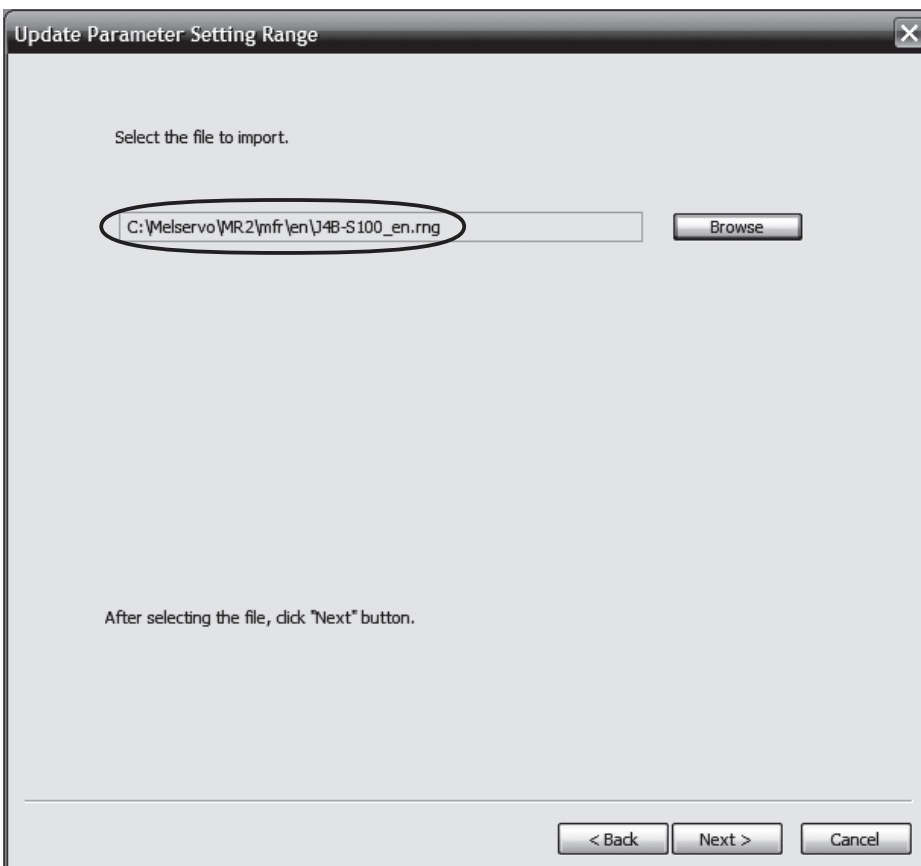 Update Parameter Setting Range
Select the file to import.
C:\Melservo\MR2\mfr\en\J4B-S100_en.rng
Browse
After selecting the file, click "Next" button.
< Back
Next >
Cancel